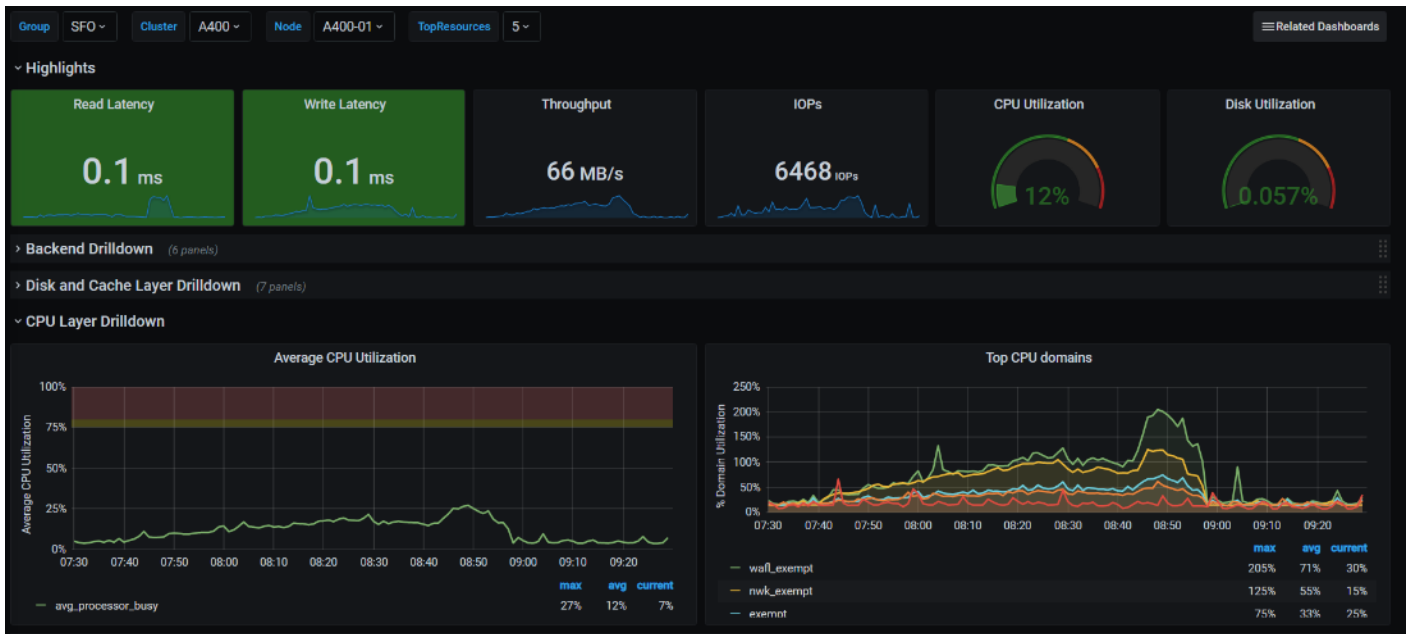 Group SFO Cluster A400 Node A400-01 TopResources 5 Related Dashboards
Highlights
Read Latency Write Latency Throughput IOPs CPU Utilization Disk Utilization
0.1 ms 0.1 ms 66 MB/s 6468 IOPs 12% 0.057%
Backend Drilldown (6 panels)
Disk and Cache Layer Drilldown (7 panels)
CPU Layer Drilldown
Average CPU Utilization
Average CPU Utilization
100%
75%
50%
25%
0%
07:30 07:40 07:50 08:00 08:10 08:20 08:30 08:40 08:50 09:00 09:10 09:20
max avg current
avg_processor_busy 27% 12% 7%
Top CPU domains
% Domain Utilization
250%
200%
150%
100%
50%
0%
07:30 07:40 07:50 08:00 08:10 08:20 08:30 08:40 08:50 09:00 09:10 09:20
max avg current
wafl_exempt 205% 71% 30%
nwk_exempt 125% 55% 15%
exempt 75% 33% 25%